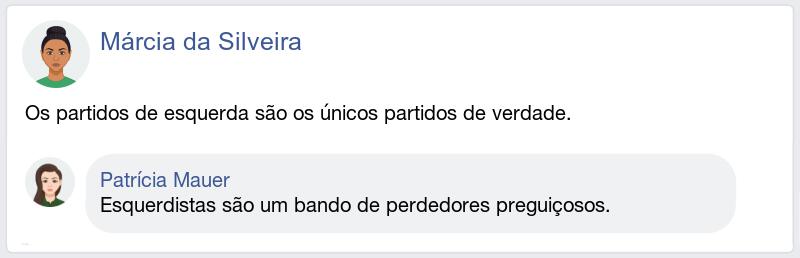 Márcia da Silveira
Os partidos de esquerda são os únicos partidos de verdade.
Patrícia Mauer
Esquerdistas são um bando de perdedores preguiçosos.